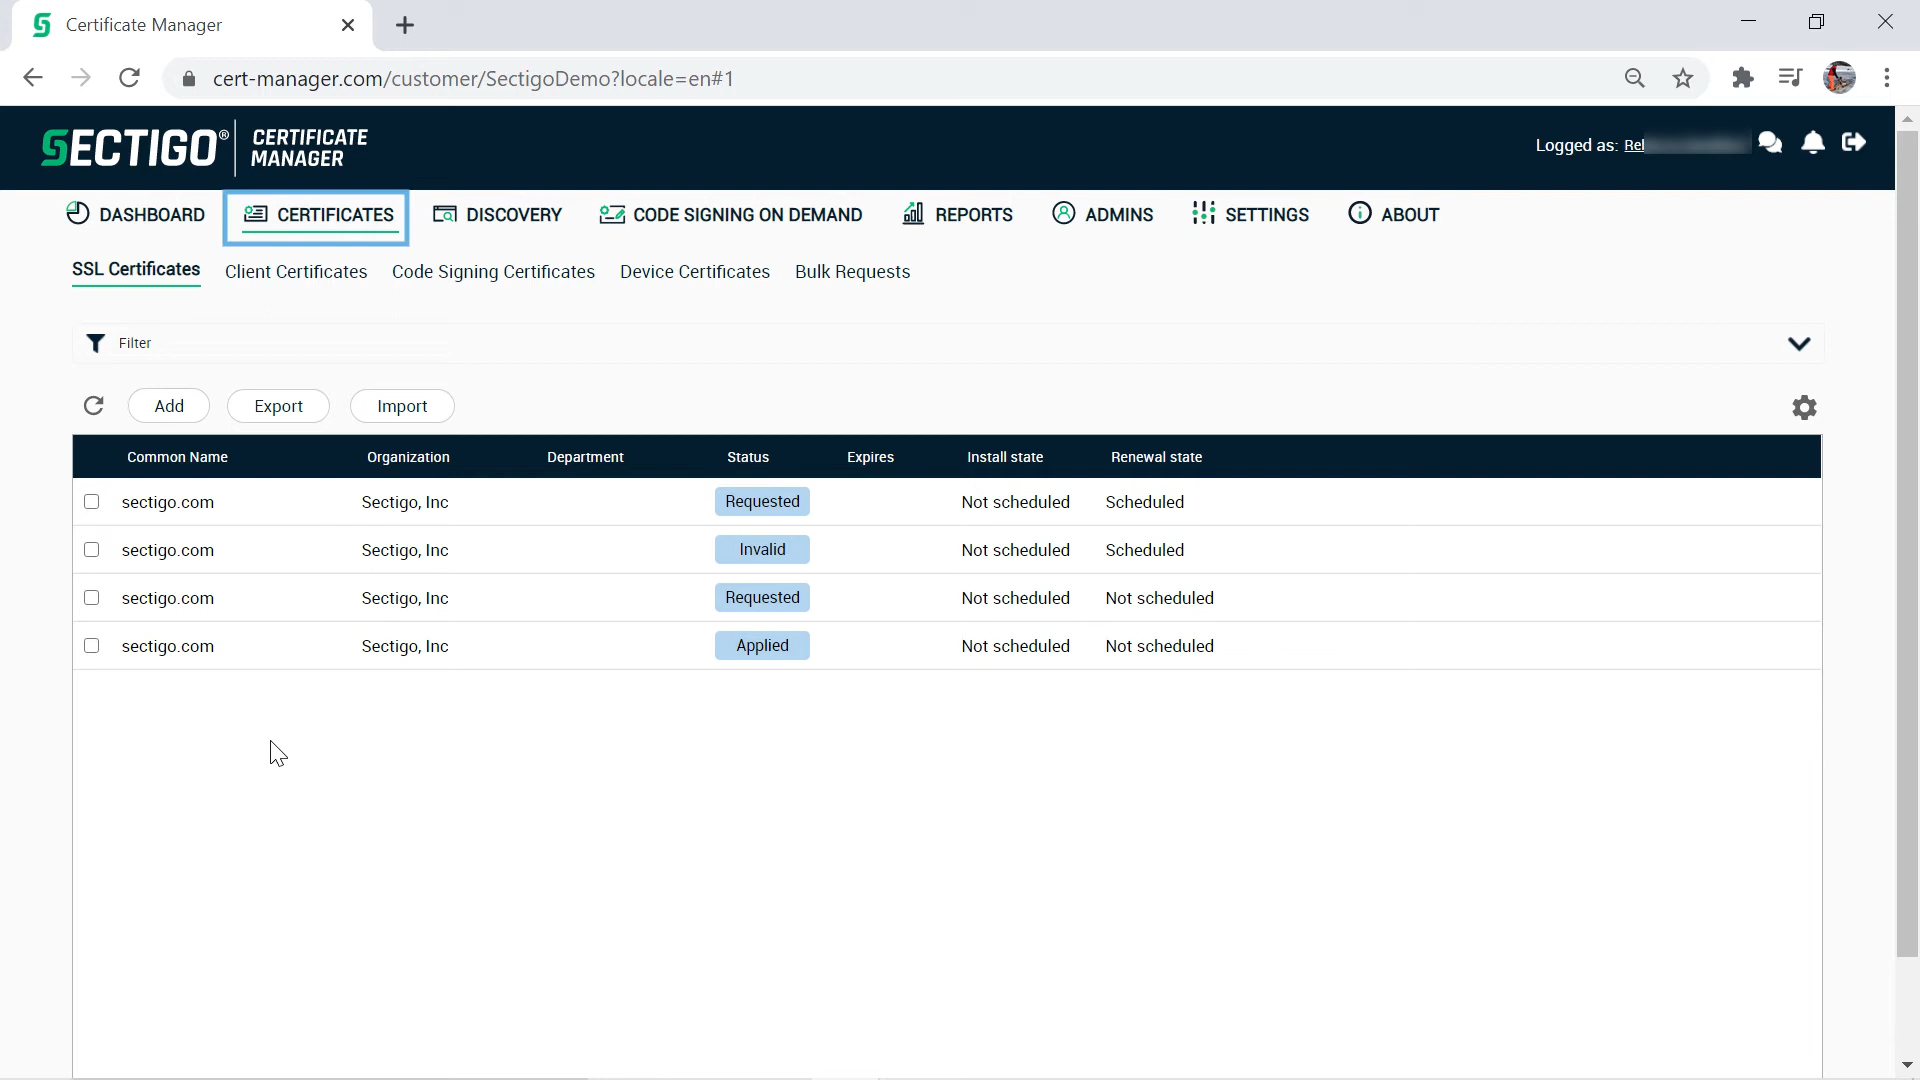 Certificate Manager
cert-manager.com/customer/SectigoDemo?locale=en#1
SECTIGO® CERTIFICATE MANAGER
Logged as:
DASHBOARD CERTIFICATES DISCOVERY CODE SIGNING ON DEMAND REPORTS ADMINS SETTINGS ABOUT
SSL Certificates Client Certificates Code Signing Certificates Device Certificates Bulk Requests
Filter
Add Export Import
Common Name Organization Department Status Expires Install state Renewal state
sectigo.com Sectigo, Inc Requested Not scheduled Scheduled
sectigo.com Sectigo, Inc Invalid Not scheduled Scheduled
sectigo.com Sectigo, Inc Requested Not scheduled Not scheduled
sectigo.com Sectigo, Inc Applied Not scheduled Not scheduled